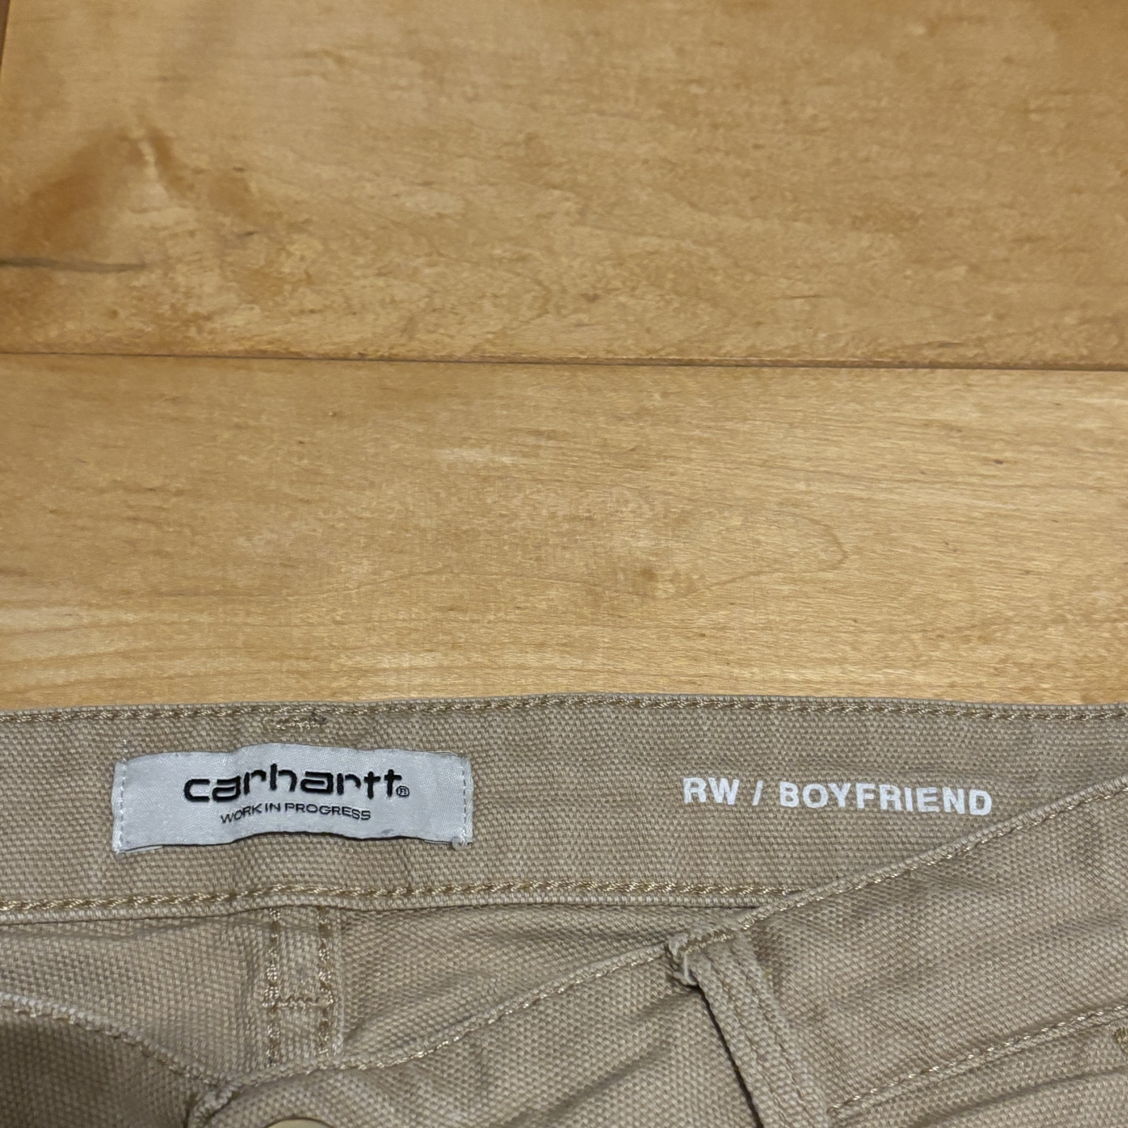 carhartt®
WORK IN PROGRESS
RW / BOYFRIEND